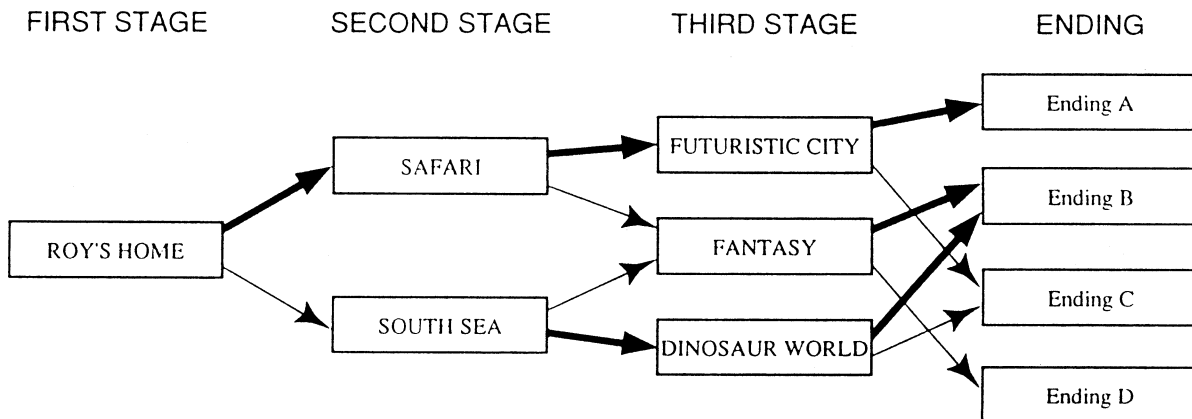 FIRST STAGE
SECOND STAGE
THIRD STAGE
ENDING
ROY'S HOME
SAFARI
SOUTH SEA
FUTURISTIC CITY
FANTASY
DINOSAUR WORLD
Ending A
Ending B
Ending C
Ending D